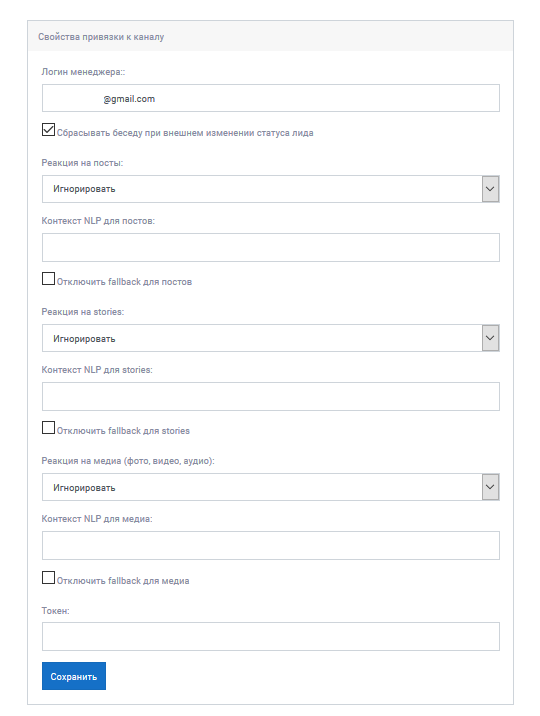 Свойства привязки к каналу
Логин менеджера::
@gmail.com
Сбрасывать беседу при внешнем изменении статуса лида
Реакция на посты:
Игнорировать
Контекст NLP для постов:
Отключить fallback для постов
Реакция на stories:
Игнорировать
Контекст NLP для stories:
Отключить fallback для stories
Реакция на медиа (фото, видео, аудио):
Игнорировать
Контекст NLP для медиа:
Отключить fallback для медиа
Токен:
Сохранить